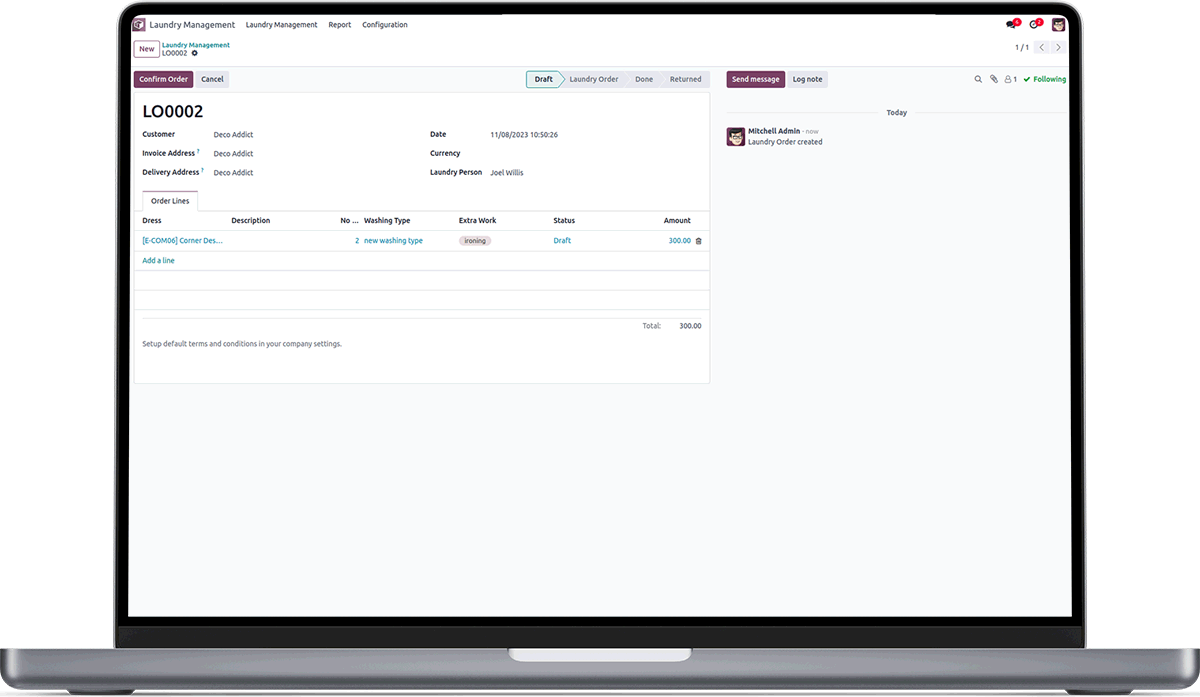 Laundry Management Laundry Management Report Configuration 5 2
New Laundry Management 1 / 1
LO0002
Confirm Order Cancel Draft Laundry Order Done Returned Send message Log note 1 Following
LO0002
Today
Customer Deco Addict Date 11/08/2023 10:50:26
Mitchell Admin - now
Laundry Order created
Invoice Address ? Deco Addict Currency
Delivery Address ? Deco Addict Laundry Person Joel Willis
Order Lines
Dress Description No ... Washing Type Extra Work Status Amount
[E-COM06] Corner Des... 2 new washing type ironing Draft 300.00
Add a line
Total: 300.00
Setup default terms and conditions in your company settings.